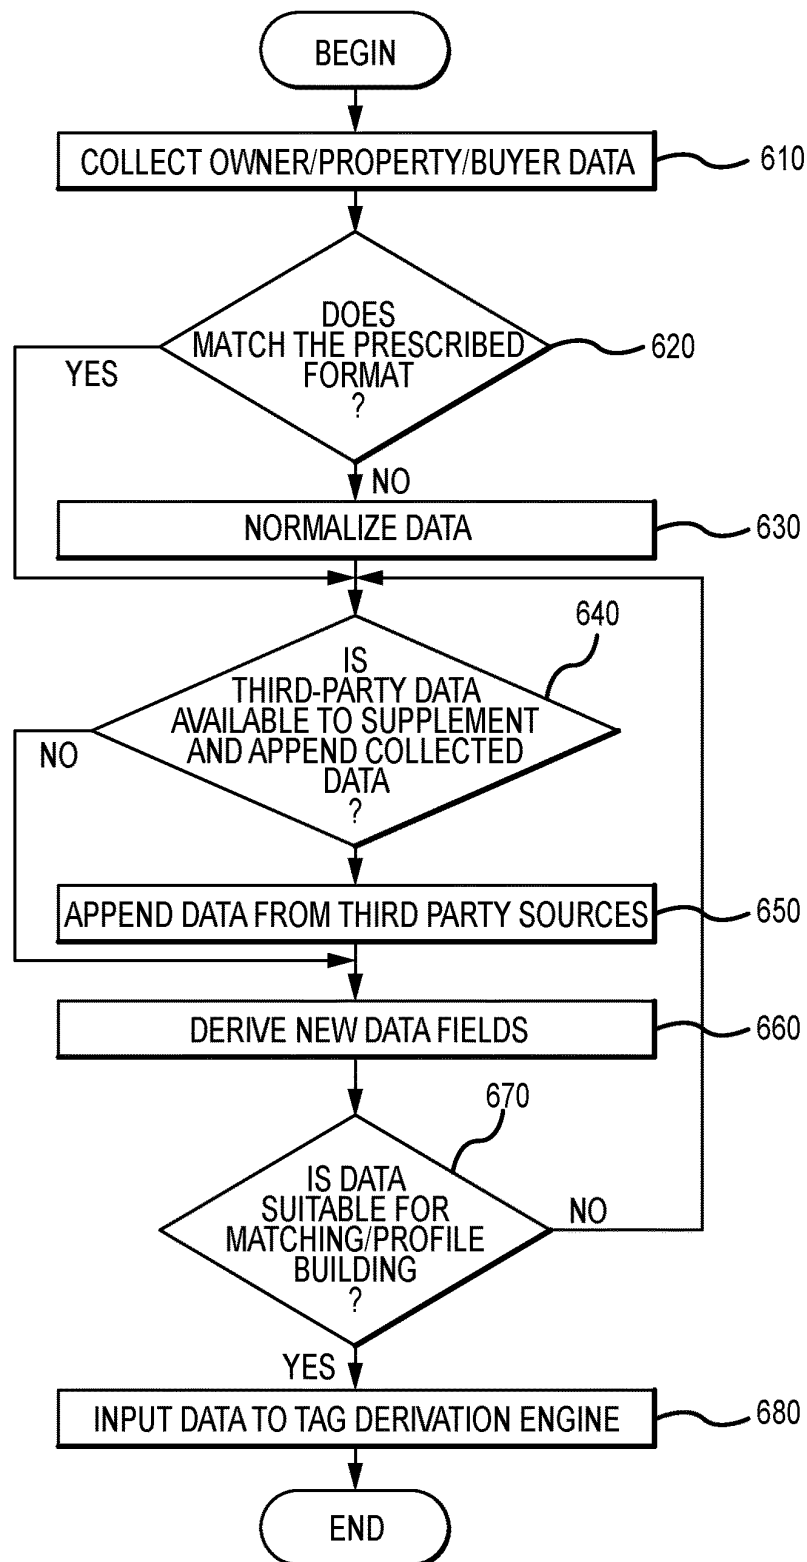 BEGIN
COLLECT OWNER/PROPERTY/BUYER DATA
610
DOES
MATCH THE PRESCRIBED
FORMAT
?
620
YES
NO
NORMALIZE DATA
630
640
IS
THIRD-PARTY DATA
AVAILABLE TO SUPPLEMENT
AND APPEND COLLECTED
DATA
?
NO
APPEND DATA FROM THIRD PARTY SOURCES
650
DERIVE NEW DATA FIELDS
660
670
IS DATA
SUITABLE FOR
MATCHING/PROFILE
BUILDING
?
NO
YES
INPUT DATA TO TAG DERIVATION ENGINE
680
END